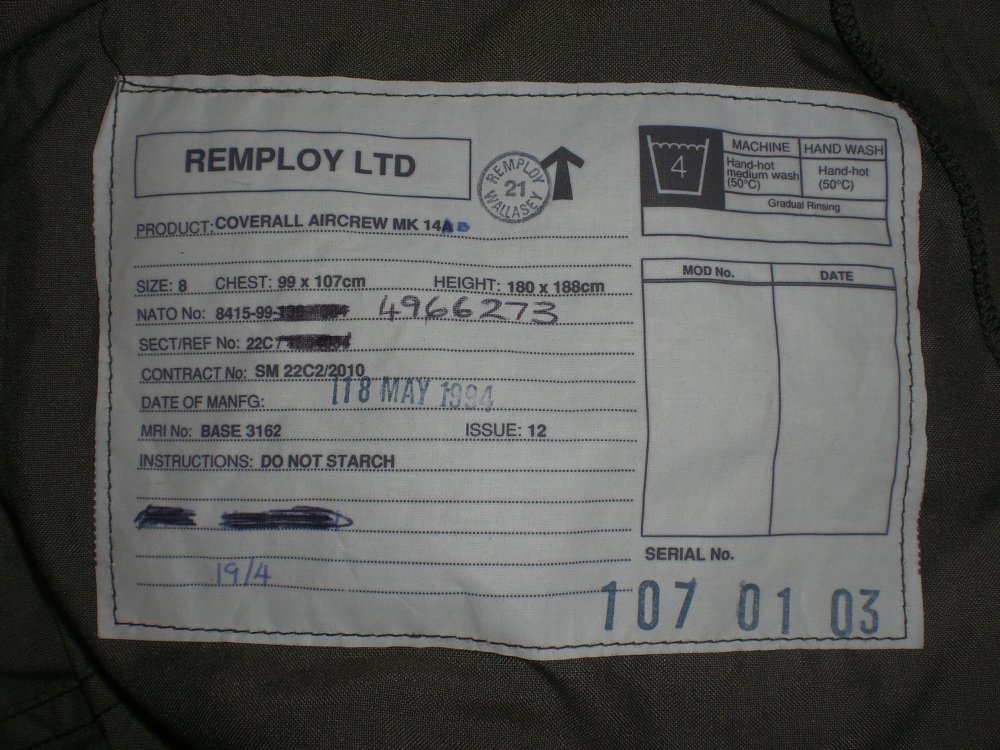 REMPLOY LTD
REMPLOY
21
WALLASEY
PRODUCT: COVERALL AIRCREW MK 14
SIZE: 8 CHEST: 99 x 107cm HEIGHT: 180 x 188cm
NATO No: 8415-99- 4966273
SECT/REF No: 22C
CONTRACT No: SM 22C2/2010
DATE OF MANFG: 18 MAY 1994
MRI No: BASE 3162 ISSUE: 12
INSTRUCTIONS: DO NOT STARCH
19/4
4
MACHINE HAND WASH
Hand-hot medium wash (50°C)
Hand-hot (50°C)
Gradual Rinsing
MOD No. DATE
SERIAL No.
107 01 03